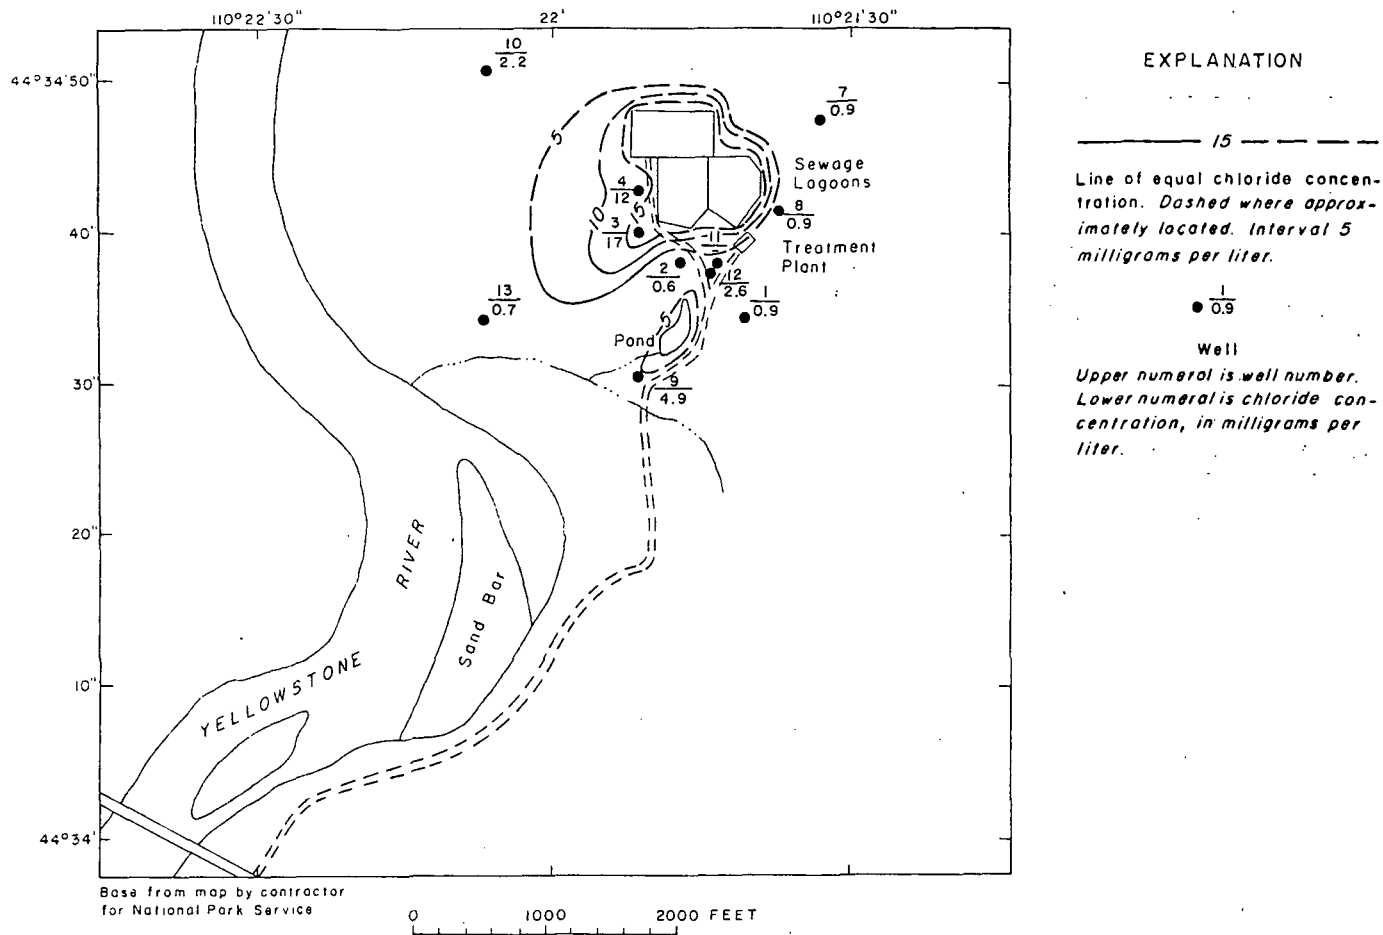 110°22'30"
22'
110°21'30"
44°34'50"
40"
30"
20"
10"
44°34'
10
2.2
7
0.9
5
4
12
10
15
3
17
Sewage
Lagoons
8
0.9
Treatment
Plant
11
2
0.6
12
2.6
1
0.9
13
0.7
5
Pond
9
4.9
RIVER
Sand Bar
YELLOWSTONE
Base from map by contractor
for National Park Service
0 1000 2000 FEET
EXPLANATION
15
Line of equal chloride concen-
tration. Dashed where approx-
imately located. Interval 5
milligrams per liter.
1
0.9
Well
Upper numeral is well number.
Lower numeral is chloride con-
centration, in milligrams per
liter.